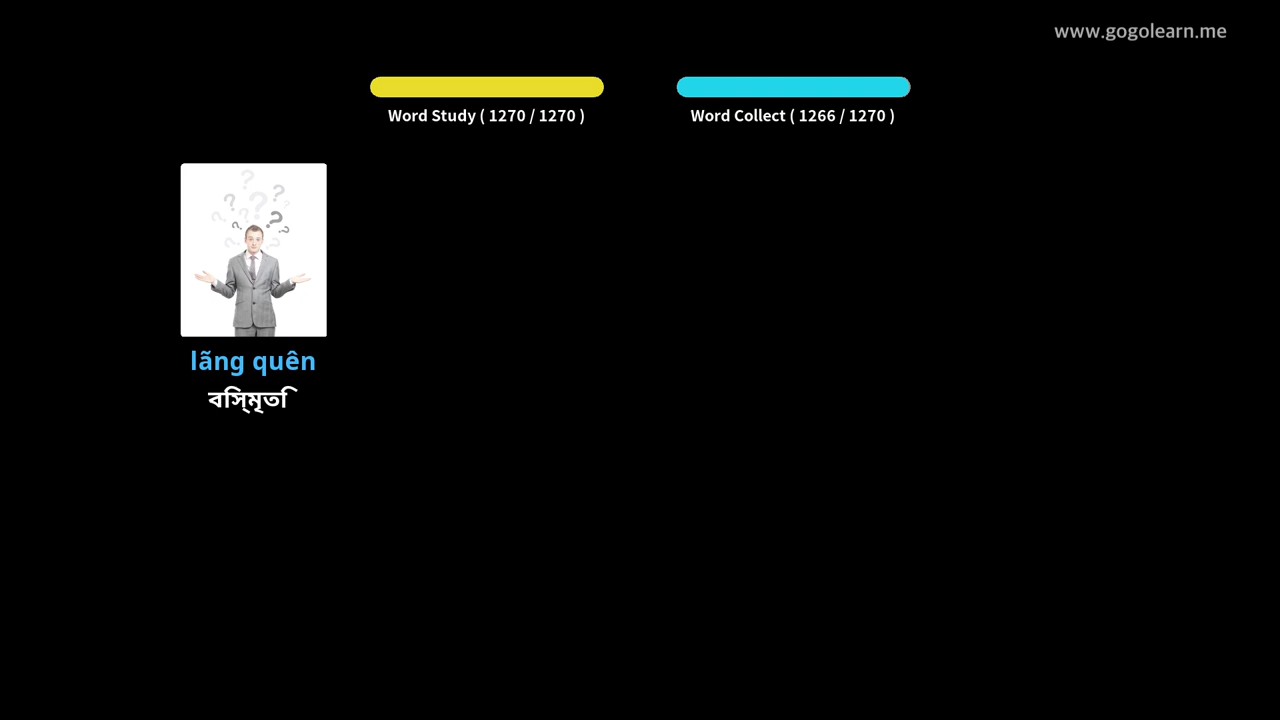 www.gogolearn.me
Word Study ( 1270 / 1270 )
Word Collect ( 1266 / 1270 )
lãng quên
বিস্মৃতি